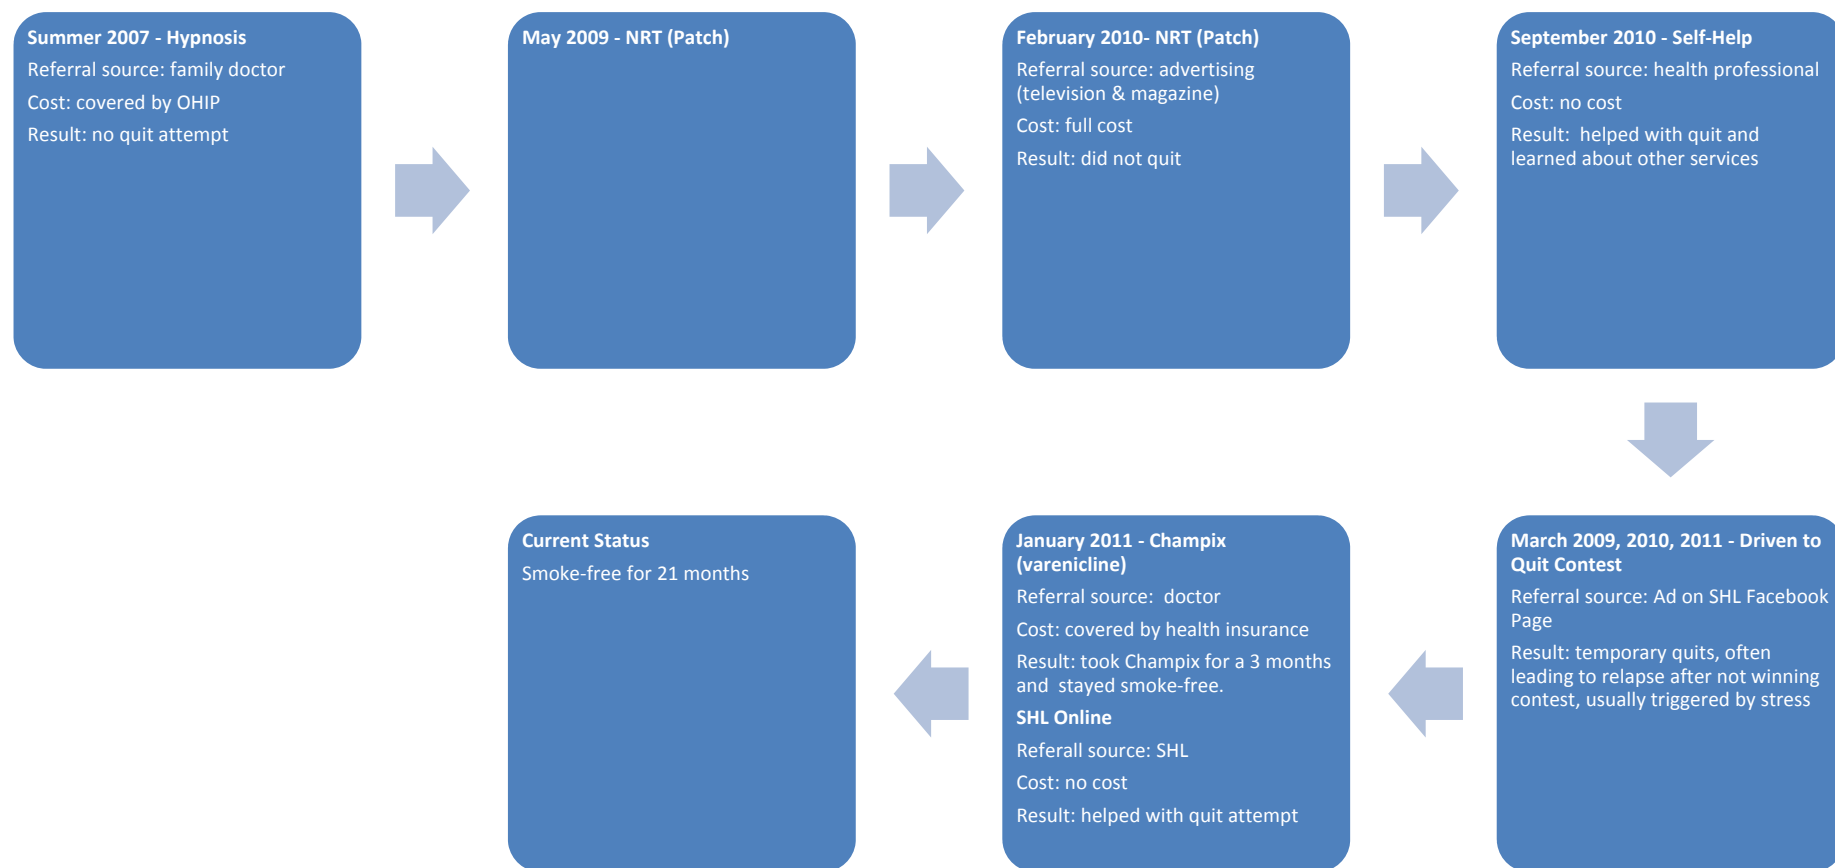 Summer 2007 - Hypnosis
Referral source: family doctor
Cost: covered by OHIP
Result: no quit attempt
May 2009 - NRT (Patch)
February 2010- NRT (Patch)
Referral source: advertising
(television & magazine)
Cost: full cost
Result: did not quit
September 2010 - Self-Help
Referral source: health professional
Cost: no cost
Result:  helped with quit and
learned about other services
March 2009, 2010, 2011 - Driven to
Quit Contest
Referral source: Ad on SHL Facebook
Page
Result: temporary quits, often
leading to relapse after not winning
contest, usually triggered by stress
January 2011 - Champix
(varenicline)
Referral source:  doctor
Cost: covered by health insurance
Result: took Champix for a 3 months
and  stayed smoke-free.
SHL Online
Referall source: SHL
Cost: no cost
Result: helped with quit attempt
Current Status
Smoke-free for 21 months